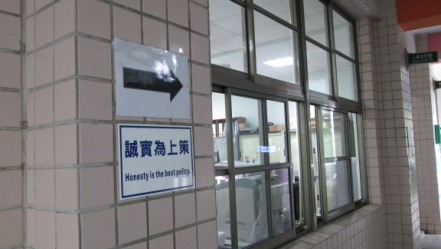 誠實為上策
Honesty is the best policy.